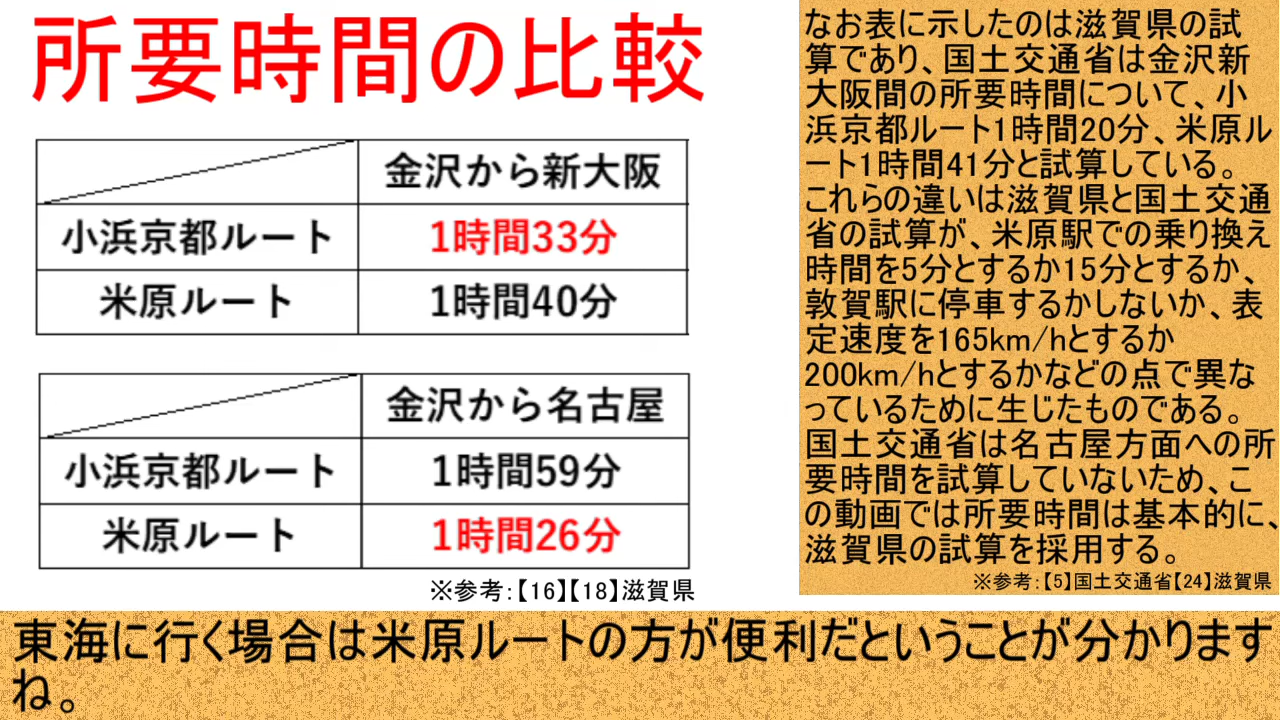 所要時間の比較
金沢から新大阪
小浜京都ルート 1時間33分
米原ルート 1時間40分
金沢から名古屋
小浜京都ルート 1時間59分
米原ルート 1時間26分
※参考:【16】【18】滋賀県
なお表に示したのは滋賀県の試
算であり、国土交通省は金沢新
大阪間の所要時間について、小
浜京都ルート1時間20分、米原ル
ート1時間41分と試算している。
これらの違いは滋賀県と国土交通
省の試算が、米原駅での乗り換え
時間を5分とするか15分とするか、
敦賀駅に停車するかしないか、表
定速度を165km/hとするか
200km/hとするかなどの点で異な
っているために生じたものである。
国土交通省は名古屋方面への所
要時間を試算していないため、こ
の動画では所要時間は基本的に、
滋賀県の試算を採用する。
※参考:【5】国土交通省【24】滋賀県
東海に行く場合は米原ルートの方が便利だということが分かります
ね。